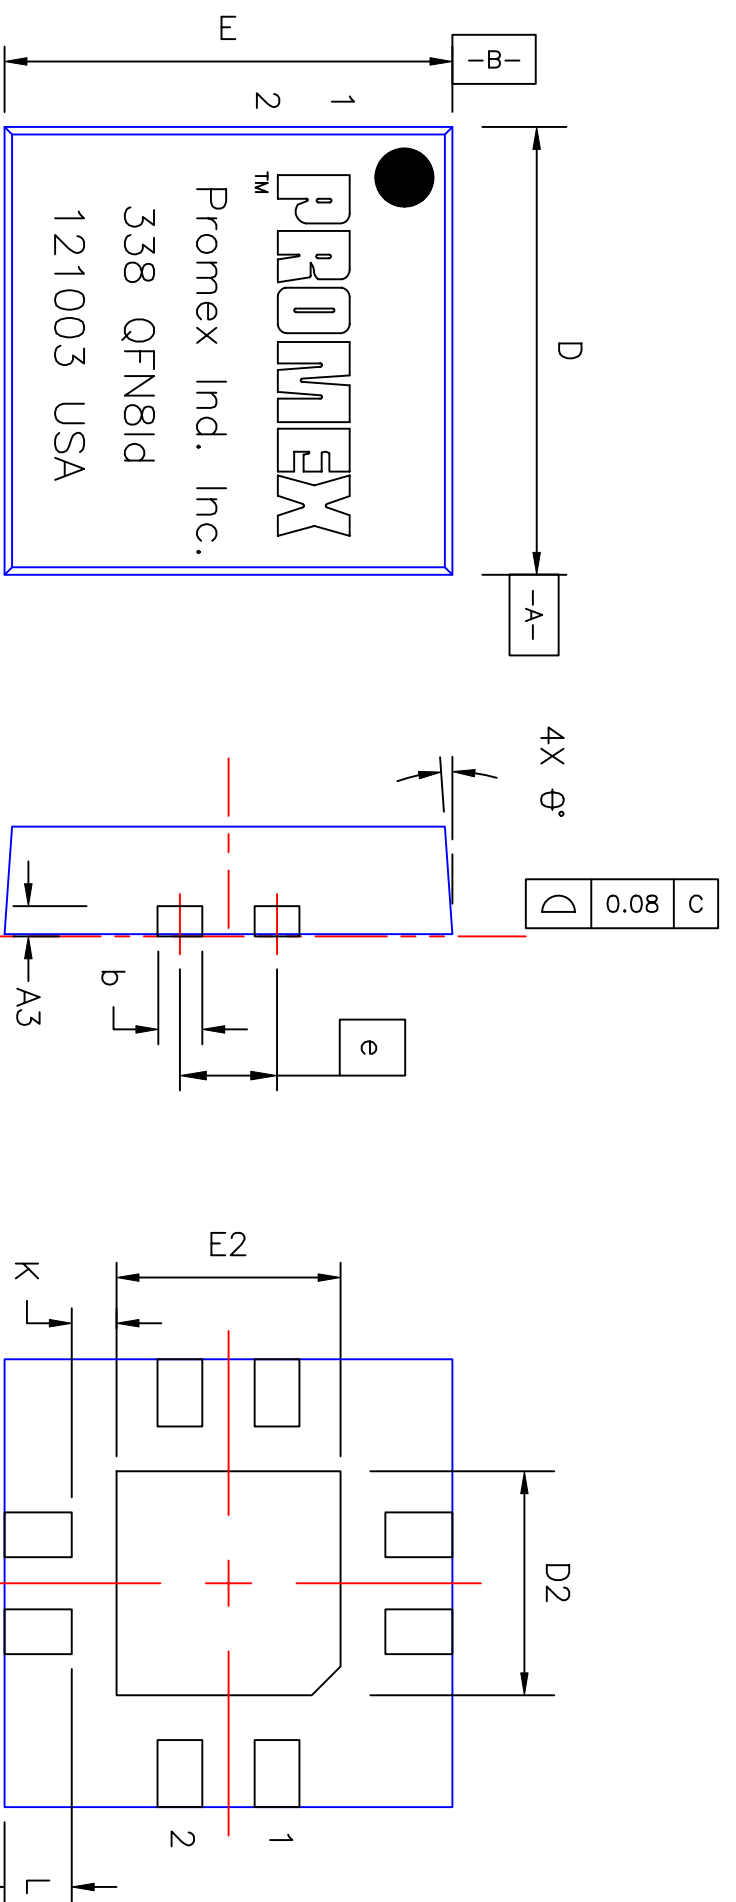 D
-B-
-A-
E
1
2
PROMEX
TM
Promex Ind. Inc.
338 QFN8ld
121003 USA
4X θ°
0.08 C
e
b
A3
D2
E2
K
1
2
L